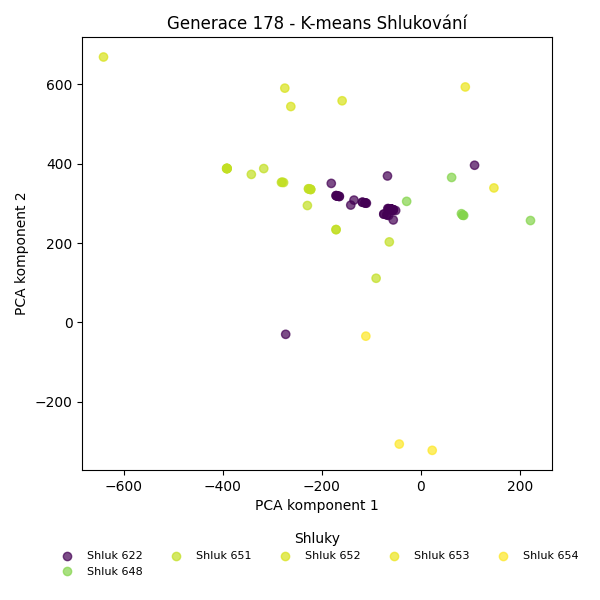 Generace 178 - K-means Shlukování
600
400
200
0
−200
PCA komponent 2
−600 −400 −200 0 200
PCA komponent 1
Shluky
Shluk 622 Shluk 651 Shluk 652 Shluk 653 Shluk 654
Shluk 648